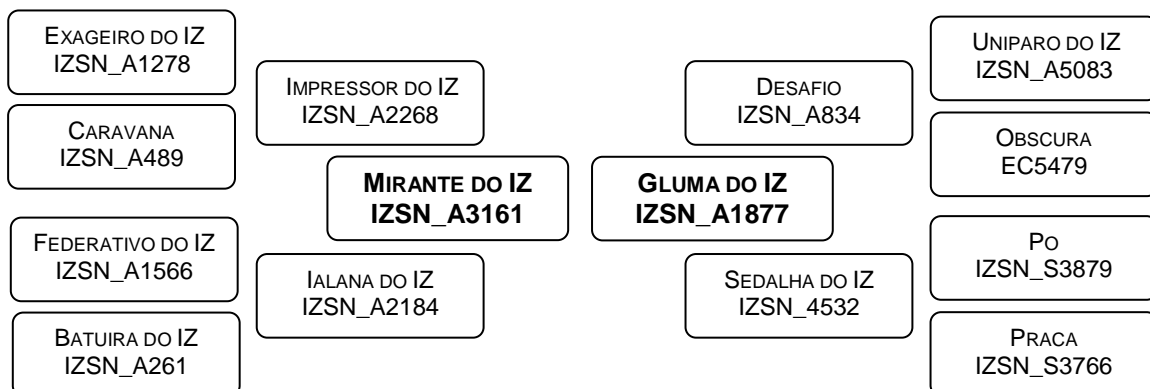 EXAGEIRO DO IZ
IZSN_A1278
CARAVANA
IZSN_A489
FEDERATIVO DO IZ
IZSN_A1566
BATUIRA DO IZ
IZSN_A261
IMPRESSOR DO IZ
IZSN_A2268
IALANA DO IZ
IZSN_A2184
MIRANTE DO IZ
IZSN_A3161
GLUMA DO IZ
IZSN_A1877
DESAFIO
IZSN_A834
SEDALHA DO IZ
IZSN_4532
UNIPARO DO IZ
IZSN_A5083
OBSCURA
EC5479
PO
IZSN_S3879
PRACA
IZSN_S3766